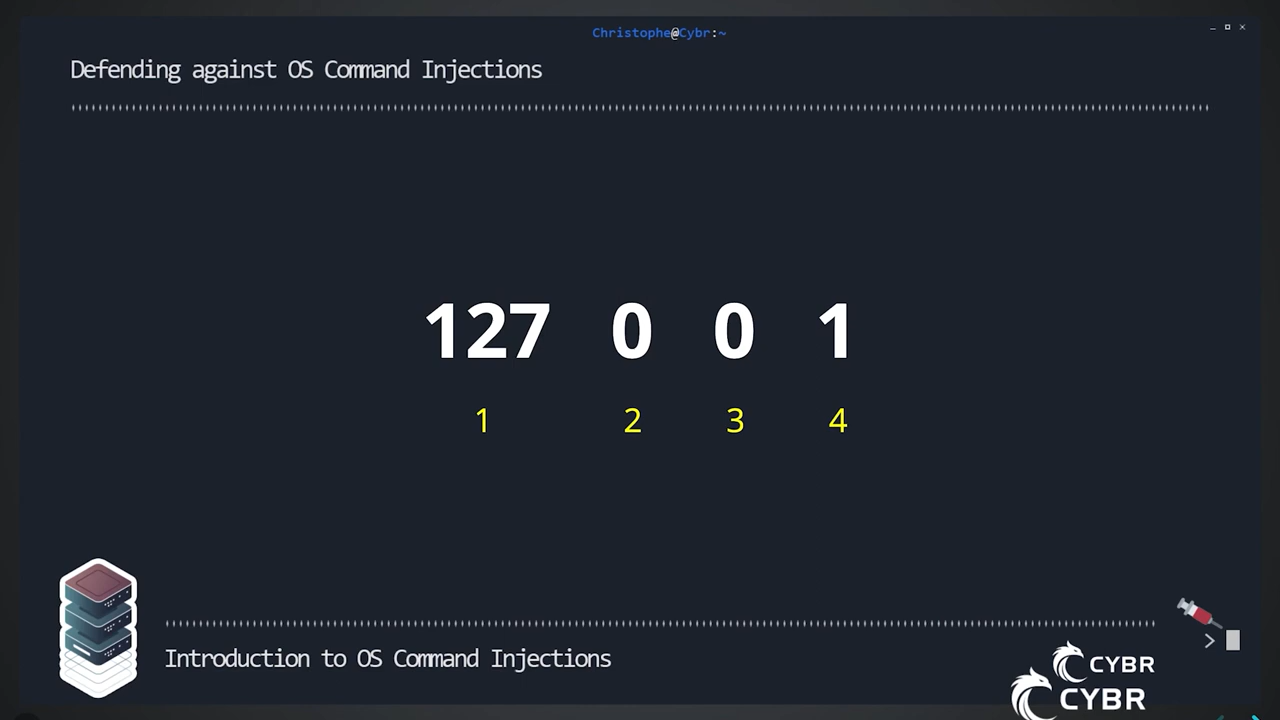 Christophe@Cybr:~
Defending against OS Command Injections
127 0 0 1
1 2 3 4
>
Introduction to OS Command Injections
CYBR
CYBR